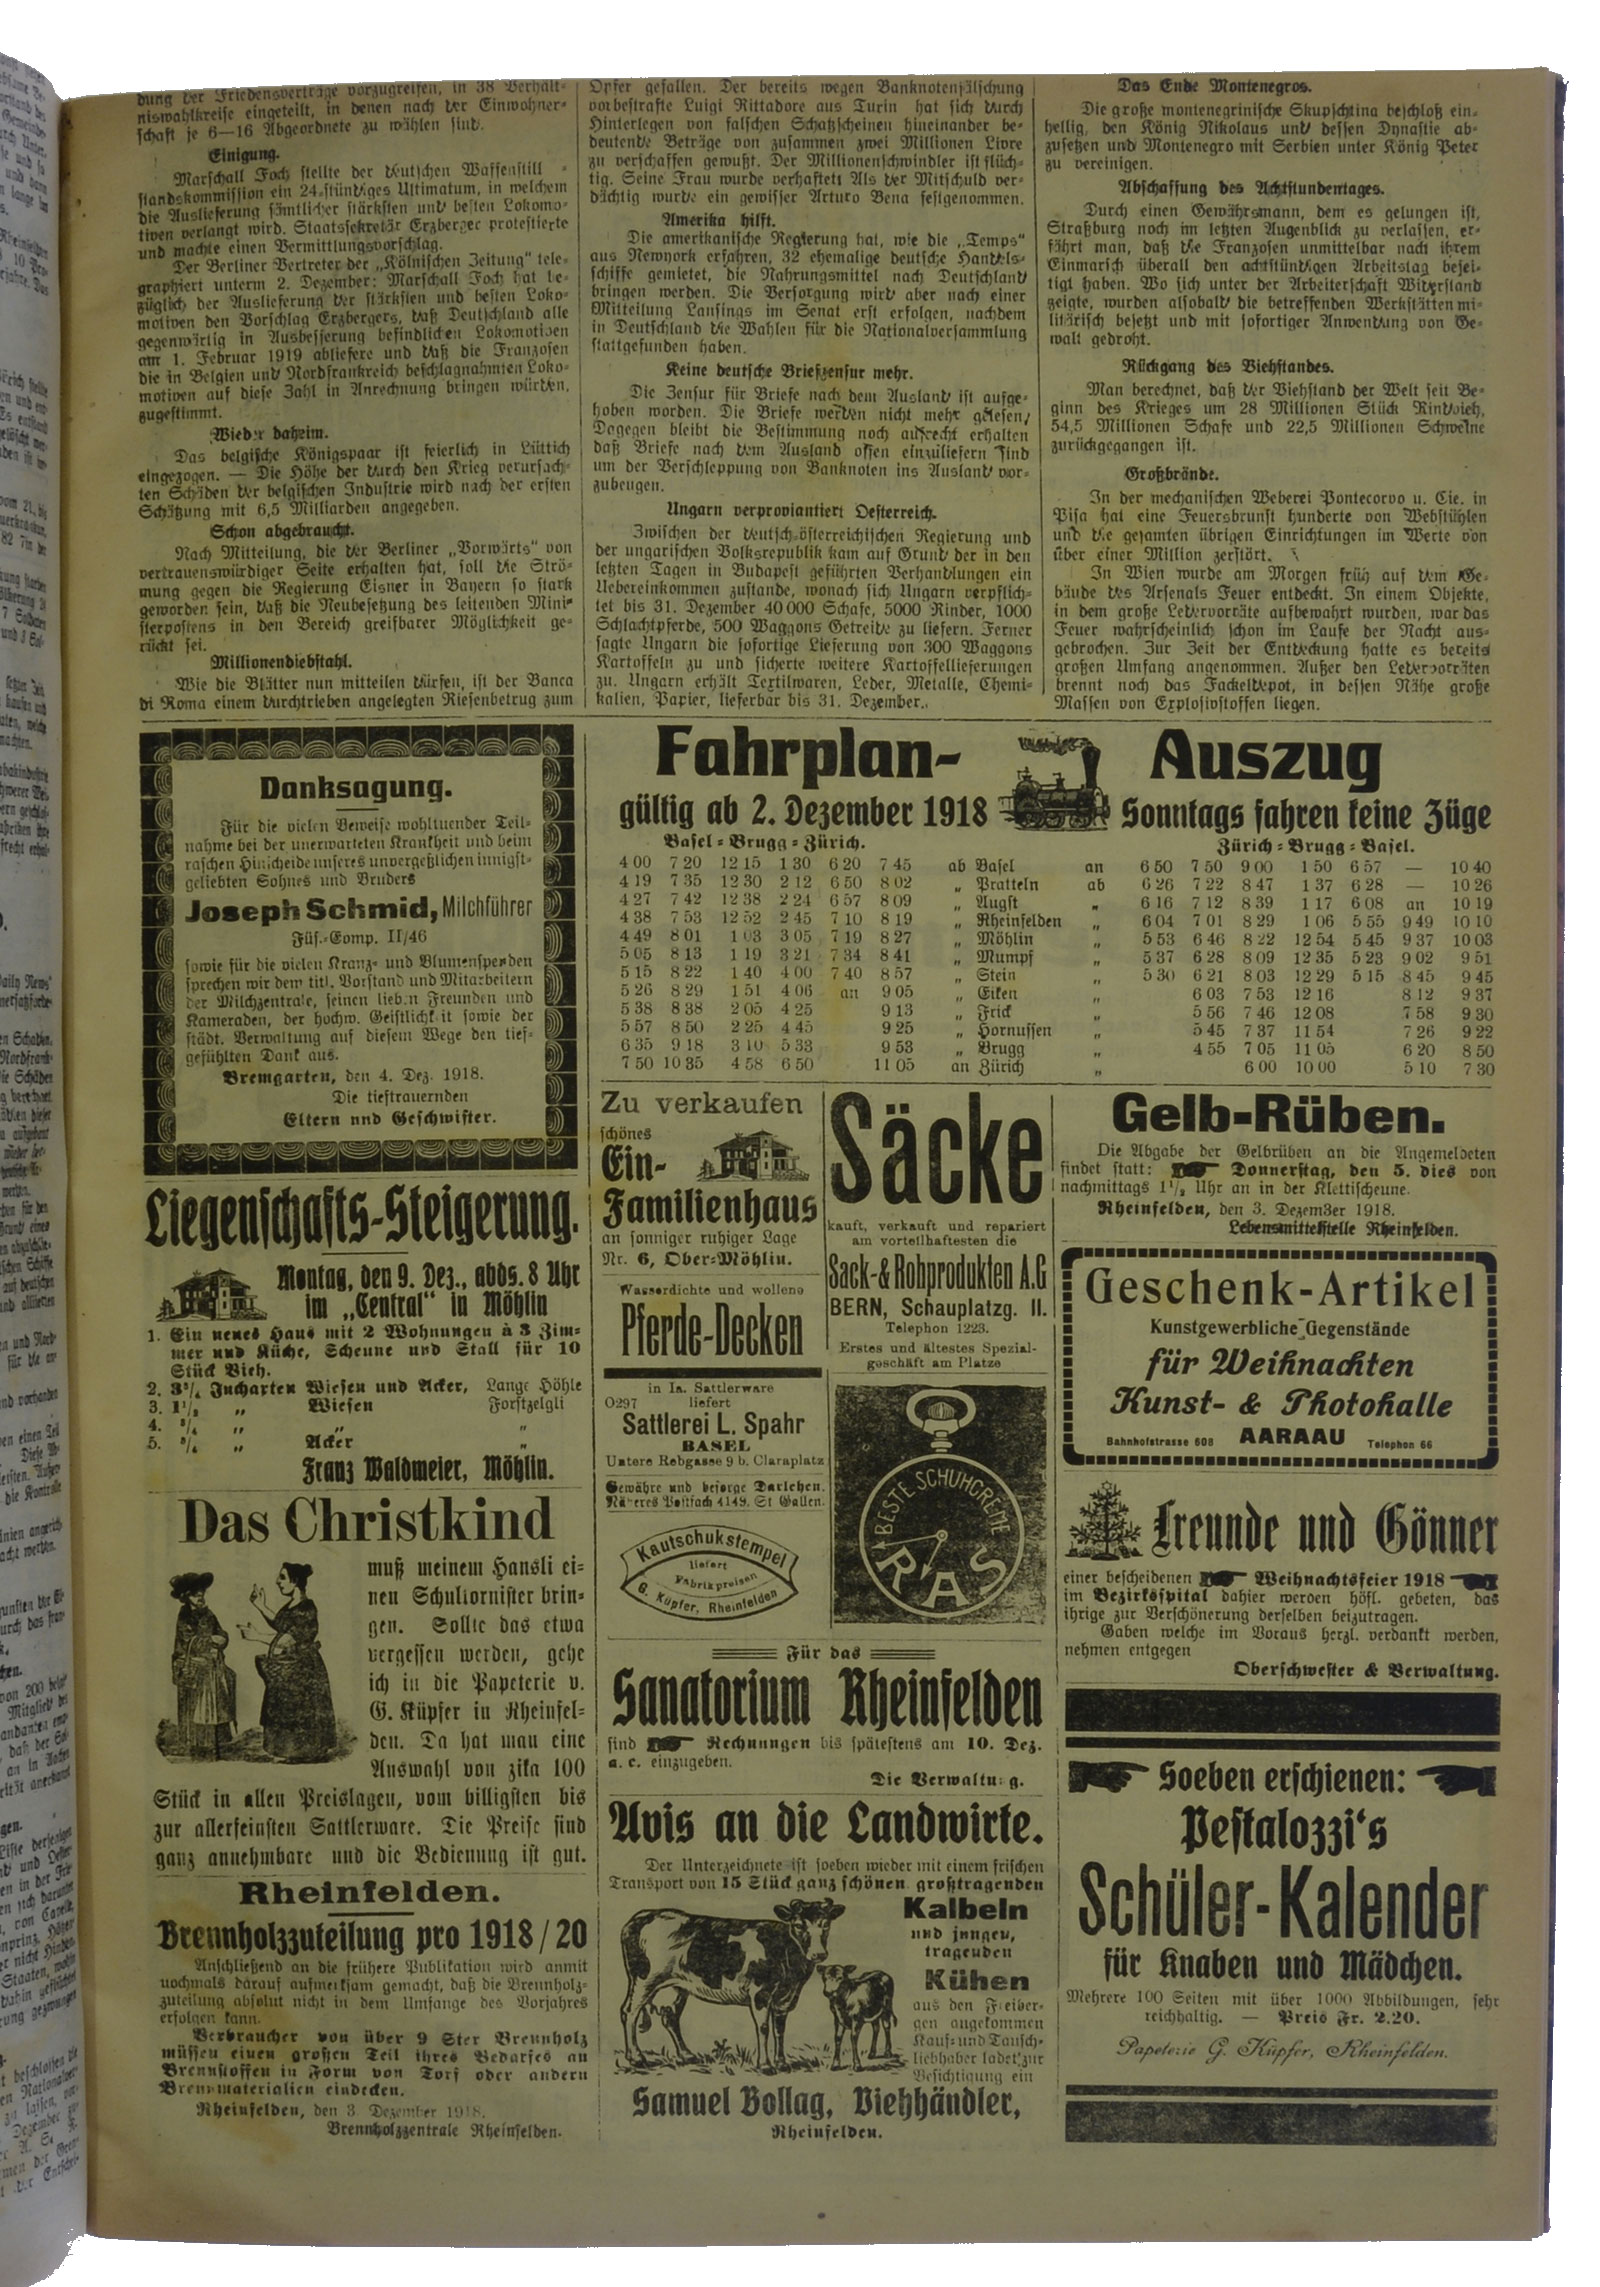 dung der Friedensverträge vorzugreifen, in 38 Verhält-
niswahlkreise eingeteilt, in denen nach der Einwohner-
schaft je 6—16 Abgeordnete zu wählen sind.
Einigung.
Marschall Foch stellte der deutschen Waffenstill-
standskommission ein 24stündiges Ultimatum, in welchem
die Auslieferung sämtlicher stärksten und besten Lokomo-
tiven verlangt wird. Staatssekretär Erzberger protestierte
und machte einen Vermittlungsvorschlag.
Der Berliner Vertreter der „Kölnischen Zeitung" tele-
graphiert unterm 2. Dezember: Marschall Foch hat be-
züglich der Auslieferung der stärksten und besten Loko-
motiven den Vorschlag Erzbergers, daß Deutschland alle
gegenwärtig in Ausbesserung befindlichen Lokomotiven
am 1. Februar 1919 abliefere und daß die Franzosen
die in Belgien und Nordfrankreich beschlagnahmten Loko-
motiven auf diese Zahl in Anrechnung bringen würden,
zugestimmt.
Wieder daheim.
Das belgische Königspaar ist feierlich in Lüttich
eingezogen. — Die Höhe der durch den Krieg verursach-
ten Schäden der belgischen Industrie wird nach der ersten
Schätzung mit 6,5 Milliarden angegeben.
Schon abgebraucht.
Nach Mitteilung, die der Berliner „Vorwärts" von
vertrauenswürdiger Seite erhalten hat, soll die Strö-
mung gegen die Regierung Eisner in Bayern so stark
geworden sein, daß die Neubesetzung des leitenden Mini-
sterpostens in den Bereich greifbarer Möglichkeit ge-
rückt sei.
Millionendiebstahl.
Wie die Blätter nun mitteilen dürfen, ist der Banca
di Roma einem durchtrieben angelegten Riesenbetrug zum
Opfer gefallen. Der bereits wegen Banknotenfälschung
vorbestrafte Luigi Rittadore aus Turin hat sich durch
Hinterlegen von falschen Schatzscheinen hineinander be-
deutende Beträge von zusammen zwei Millionen Livre
zu verschaffen gewußt. Der Millionenschwindler ist flüch-
tig. Seine Frau wurde verhaftet. Als der Mitschuld ver-
dächtig wurde ein gewisser Arturo Bena festgenommen.
Amerika hilft.
Die amerikanische Regierung hat, wie die „Temps"
aus Newyork erfahren, 32 ehemalige deutsche Handels-
schiffe gemietet, die Nahrungsmittel nach Deutschland
bringen werden. Die Versorgung wird aber nach einer
Mitteilung Lansings im Senat erst erfolgen, nachdem
in Deutschland die Wahlen für die Nationalversammlung
stattgefunden haben.
Keine deutsche Briefzensur mehr.
Die Zensur für Briefe nach dem Ausland ist aufge-
hoben worden. Die Briefe werden nicht mehr gelesen.
Dagegen bleibt die Bestimmung noch aufrecht erhalten
daß Briefe nach dem Ausland offen einzuliefern sind
um der Verschleppung von Banknoten ins Ausland vor-
zubeugen.
Ungarn verproviantiert Oesterreich.
Zwischen der deutsch-österreichischen Regierung und
der ungarischen Volksrepublik kam auf Grund der in den
letzten Tagen in Budapest geführten Verhandlungen ein
Uebereinkommen zustande, wonach sich Ungarn verpflich-
tet bis 31. Dezember 40 000 Schafe, 5000 Rinder, 1000
Schlachtpferde, 500 Waggons Getreide zu liefern. Ferner
sagte Ungarn die sofortige Lieferung von 300 Waggons
Kartoffeln zu und sicherte weitere Kartoffellieferungen
zu. Ungarn erhält Textilwaren, Leder, Metalle, Chemi-
kalien, Papier, lieferbar bis 31. Dezember.
Das Ende Montenegros.
Die große montenegrinische Skupschtina beschloß ein-
hellig, den König Nikolaus und dessen Dynastie ab-
zusetzen und Montenegro mit Serbien unter König Peter
zu vereinigen.
Abschaffung des Achtstundentages.
Durch einen Gewährsmann, dem es gelungen ist,
Straßburg noch im letzten Augenblick zu verlassen, er-
fährt man, daß die Franzosen unmittelbar nach ihrem
Einmarsch überall den achtstündigen Arbeitstag besei-
tigt haben. Wo sich unter der Arbeiterschaft Widerstand
zeigte, wurden alsobald die betreffenden Werkstätten mi-
litärisch besetzt und mit sofortiger Anwendung von Ge-
walt gedroht.
Rückgang des Viehstandes.
Man berechnet, daß der Viehstand der Welt seit Be-
ginn des Krieges um 28 Millionen Stück Rindvieh,
54,5 Millionen Schafe und 22,5 Millionen Schweine
zurückgegangen ist.
Großbrände.
In der mechanischen Weberei Pontecorvo u. Cie. in
Pisa hat eine Feuersbrunst hunderte von Webstühlen
und die gesamten übrigen Einrichtungen im Werte von
über einer Million zerstört.
In Wien wurde am Morgen früh auf dem Ge-
bäude des Arsenals Feuer entdeckt. In einem Objekte,
in dem große Ledervorräte aufbewahrt wurden, war das
Feuer wahrscheinlich schon im Laufe der Nacht aus-
gebrochen. Zur Zeit der Entdeckung hatte es bereits
großen Umfang angenommen. Außer den Ledervorräten
brennt noch das Fackeldepot, in dessen Nähe große
Massen von Explosivstoffen liegen.
Danksagung.
Für die vielen Beweise wohltuender Teil-
nahme bei der unerwarteten Krankheit und beim
raschen Hinscheide unseres unvergeßlichen innigst-
geliebten Sohnes und Bruders
Joseph Schmid, Milchführer
Füs.-Comp. II/46
sowie für die vielen Kranz- und Blumenspenden
sprechen wir dem titl. Vorstand und Mitarbeitern
der Milchzentrale, seinen lieben Freunden und
Kameraden, der hochw. Geistlichkeit sowie der
städt. Verwaltung auf diesem Wege den tief-
gefühlten Dank aus.
Bremgarten, den 4. Dez. 1918.
Die tieftrauernden
Eltern und Geschwister.
Fahrplan- Auszug
gültig ab 2. Dezember 1918 Sonntags fahren keine Züge
Basel-Brugg-Zürich. Zürich-Brugg-Basel.
4 00 7 20 12 15 1 30 6 20 7 45 ab Basel an 6 50 7 50 9 00 1 50 6 57 — 10 40
4 19 7 35 12 30 2 12 6 50 8 02 „ Pratteln ab 6 26 7 22 8 47 1 37 6 28 — 10 26
4 27 7 42 12 38 2 24 6 57 8 09 „ Augst „ 6 16 7 12 8 39 1 17 6 08 an 10 19
4 38 7 53 12 52 2 45 7 10 8 19 „ Rheinfelden „ 6 04 7 01 8 29 1 06 5 55 9 49 10 10
4 49 8 01 1 03 3 05 7 19 8 27 „ Möhlin „ 5 53 6 46 8 22 12 54 5 45 9 37 10 03
5 05 8 13 1 19 3 21 7 34 8 41 „ Mumpf „ 5 37 6 28 8 09 12 35 5 23 9 02 9 51
5 15 8 22 1 40 4 00 7 40 8 57 „ Stein „ 5 30 6 21 8 03 12 29 5 15 8 45 9 45
5 26 8 29 1 51 4 06 an 9 05 „ Eiken „ 6 03 7 53 12 16 8 12 9 37
5 38 8 38 2 05 4 25 9 13 „ Frick „ 5 56 7 46 12 08 7 58 9 30
5 57 8 50 2 25 4 45 9 25 „ Hornussen „ 5 45 7 37 11 54 7 26 9 22
6 35 9 18 3 10 5 33 9 53 „ Brugg „ 4 55 7 05 11 05 6 20 8 50
7 50 10 35 4 58 6 50 11 05 an Zürich „ 6 00 10 00 5 10 7 30
Liegenschafts-Steigerung.
Montag, den 9. Dez., abds. 8 Uhr
im „Central" in Möhlin
1. Ein neues Haus mit 2 Wohnungen à 3 Zim-
mer und Küche, Scheune und Stall für 10
Stück Vieh.
2. 3³/₄ Jucharten Wiesen und Acker, Lange Höhle
3. 1¹/₂ „ Wiesen Forstzelgli
4. ³/₄ „ „ „
5. ³/₄ „ Acker „
Franz Waldmeier, Möhlin.
Das Christkind
muß meinem Hansli ei-
nen Schultornister brin-
gen. Sollte das etwa
vergessen werden, gehe
ich in die Papeterie v.
G. Küpfer in Rheinfel-
den. Da hat man eine
Auswahl von zika 100
Stück in allen Preislagen, vom billigsten bis
zur allerfeinsten Sattlerware. Die Preise sind
ganz annehmbare und die Bedienung ist gut.
Rheinfelden.
Brennholzzuteilung pro 1918/20
Anschließend an die frühere Publikation wird anmit
nochmals darauf aufmerksam gemacht, daß die Brennholz-
zuteilung absolut nicht in dem Umfange des Vorjahres
erfolgen kann.
Verbraucher von über 9 Ster Brennholz
müssen einen großen Teil ihres Bedarfes an
Brennstoffen in Form von Torf oder andern
Brennmaterialien eindecken.
Rheinfelden, den 3. Dezember 1918.
Brennholzzentrale Rheinfelden.
Zu verkaufen
schönes
Ein-
Familienhaus
an sonniger ruhiger Lage
Nr. 6, Ober-Möhlin.
Wasserdichte und wollene
Pferde-Decken
in Ia. Sattlerware
O297 liefert
Sattlerei L. Spahr
BASEL
Untere Rebgasse 9 b. Claraplatz
Gewähre und besorge Darlehen.
Näheres Postfach 4149, St Gallen.
Kautschukstempel
liefert
Fabrikpreisen
G. Küpfer, Rheinfelden
Säcke
kauft, verkauft und repariert
am vorteilhaftesten die
Sack- & Rohprodukten A.G
BERN, Schauplatzg. II.
Telephon 1223.
Erstes und ältestes Spezial-
geschäft am Platze
BESTE SCHUHCREME
RAS
Für das
Sanatorium Rheinfelden
sind Rechnungen bis spätestens am 10. Dez.
a. c. einzugeben.
Die Verwaltung.
Avis an die Landwirte.
Der Unterzeichnete ist soeben wieder mit einem frischen
Transport von 15 Stück ganz schönen, großtragenden
Kalbeln
und jungen,
tragenden
Kühen
aus den Freiber-
gen angekommen
Kauf- und Tausch-
liebhaber ladet zur
Besichtigung ein
Samuel Bollag, Viehhändler,
Rheinfelden.
Gelb-Rüben.
Die Abgabe der Gelbrüben an die Angemeldeten
findet statt: Donnerstag, den 5. dies von
nachmittags 1¹/₂ Uhr an in der Klettischeune.
Rheinfelden, den 3. Dezember 1918.
Lebensmittelstelle Rheinfelden.
Geschenk-Artikel
Kunstgewerbliche Gegenstände
für Weihnachten
Kunst- & Photohalle
Bahnhofstrasse 608 AARAAU Telephon 66
Freunde und Gönner
einer bescheidenen Weihnachtsfeier 1918
im Bezirksspital dahier werden höfl. gebeten, das
ihrige zur Verschönerung derselben beizutragen.
Gaben welche im Voraus herzl. verdankt werden,
nehmen entgegen
Oberschwester & Verwaltung.
Soeben erschienen:
Pestalozzi's
Schüler-Kalender
für Knaben und Mädchen.
Mehrere 100 Seiten mit über 1000 Abbildungen, sehr
reichhaltig. — Preis Fr. 2.20.
Papeterie G. Küpfer, Rheinfelden.